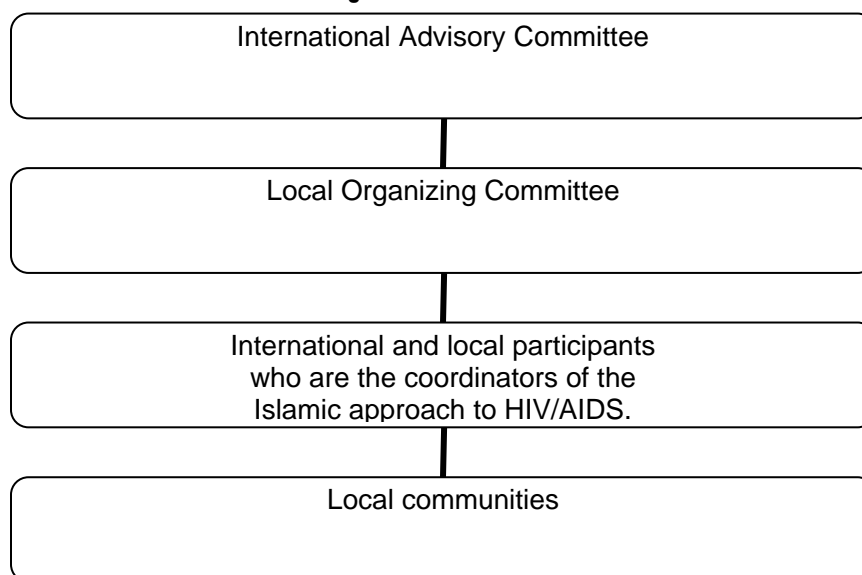 International Advisory Committee
Local Organizing Committee
International and local participants
who are the coordinators of the
Islamic approach to HIV/AIDS.
Local communities